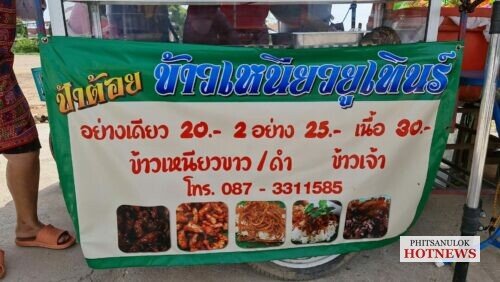 ป้าต้อย ข้าวเหนียวยูเทินร์
อย่างเดียว 20.- 2 อย่าง 25.- เนื้อ 30.-
ข้าวเหนียวขาว / ดำ ข้าวเจ้า
โทร. 087 - 3311585
PHITSANULOK
HOTNEWS